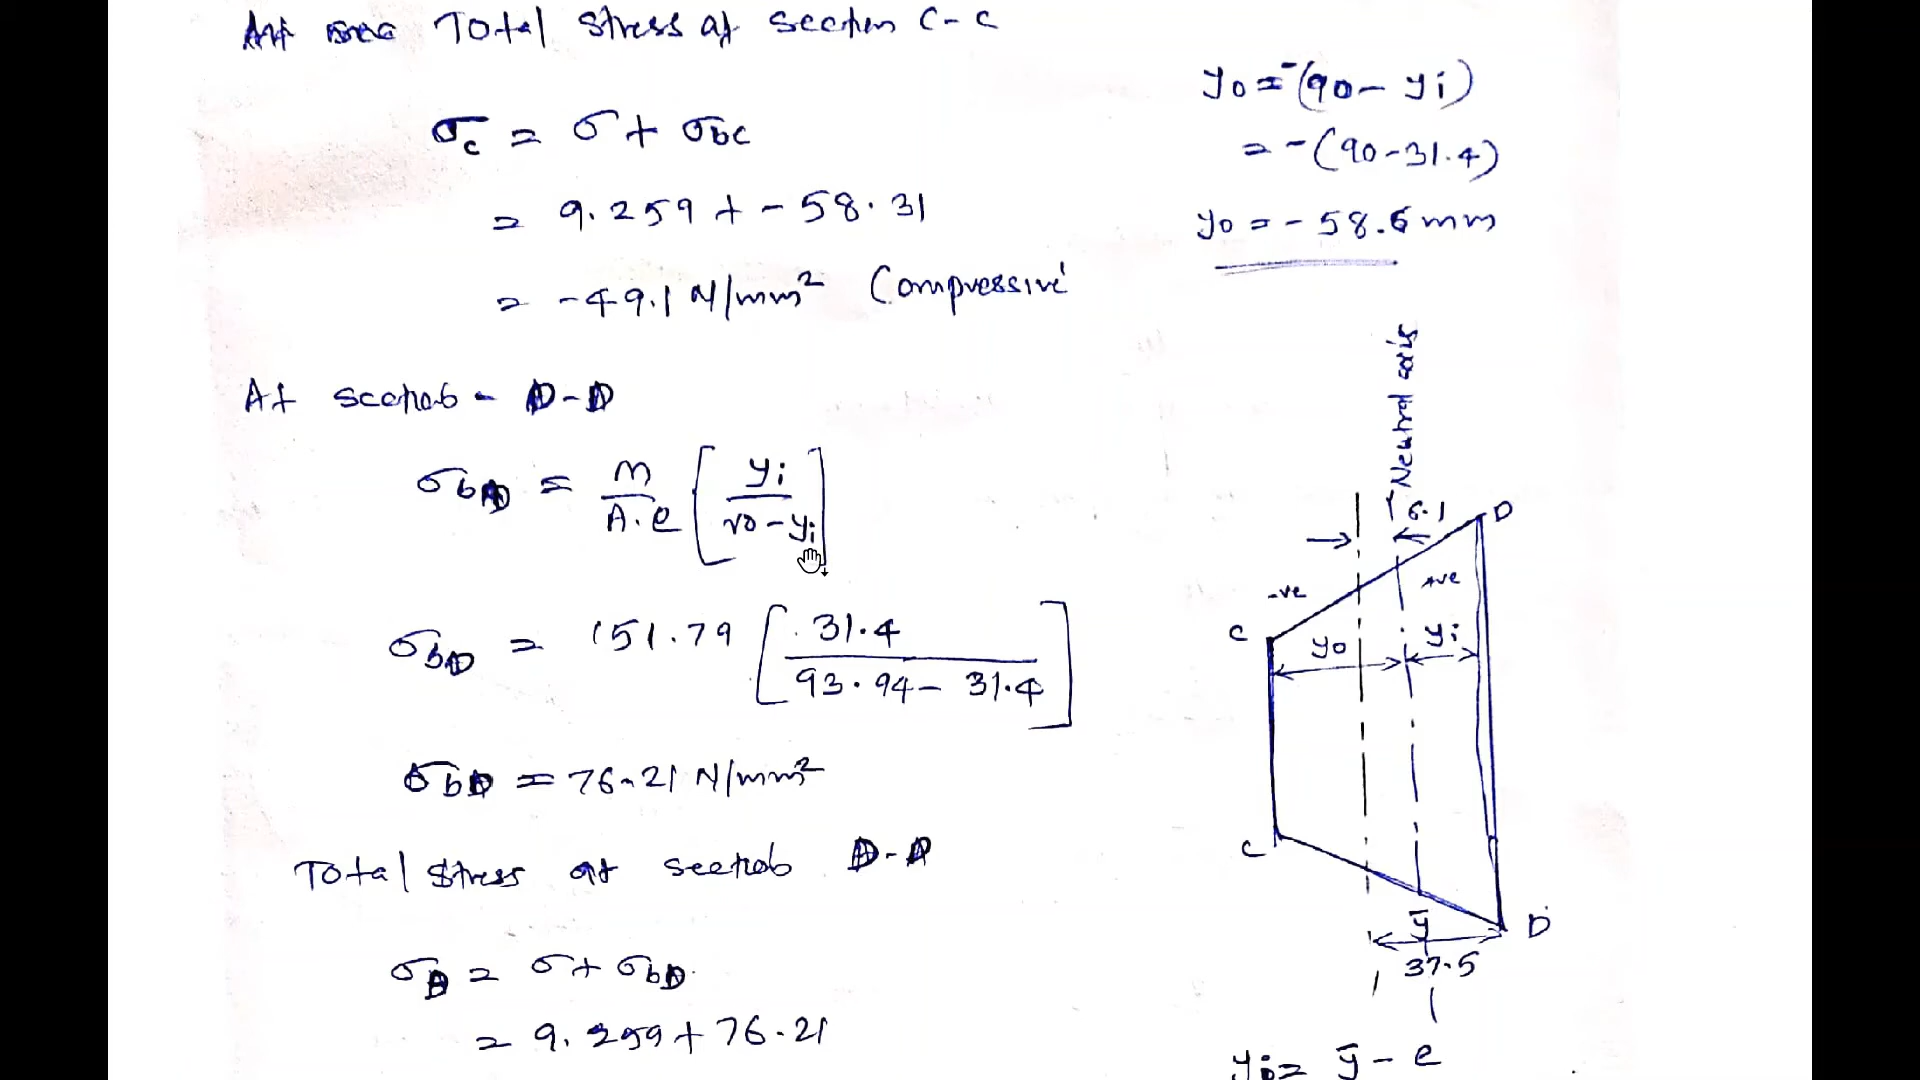 Total Stress at section C-C
σc = σ + σbc
= 9.259 + - 58.31
= -49.1 N/mm² (Compressive)
yo = -(90 - yi)
= -(90-31.4)
yo = - 58.6 mm
At section - D-D
σbD = M/A.e [yi/ro - yi]
σbD = 151.79 [31.4/93.94 - 31.4]
σbD = 76.21 N/mm²
Total Stress at section D-D
σD = σ + σbD
= 9.259 + 76.21
Neutral axis
6.1
D
-ve
+ve
C
yo
yi
C
ȳ
D
37.5
yi = ȳ - e